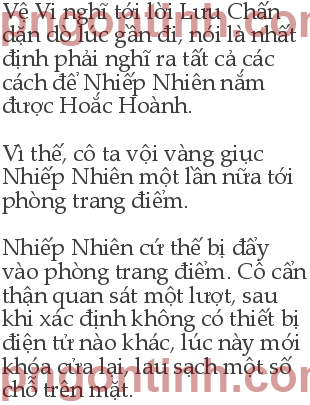 Vệ Vi nghĩ tới lời Lưu Chấn
dặn dò lúc gần đi, nói là nhất
định phải nghĩ ra tất cả các
cách để Nhiếp Nhiên nắm
được Hoắc Hoành.
Vì thế, cô ta vội vàng giục
Nhiếp Nhiên một lần nữa tới
phòng trang điểm.
Nhiếp Nhiên cứ thế bị đẩy
vào phòng trang điểm. Cô cẩn
thận quan sát một lượt, sau
khi xác định không có thiết bị
điện tử nào khác, lúc này mới
khóa cửa lại, lau sạch một số
chỗ trên mặt.
pmgontinh.com
pmgontinh.com